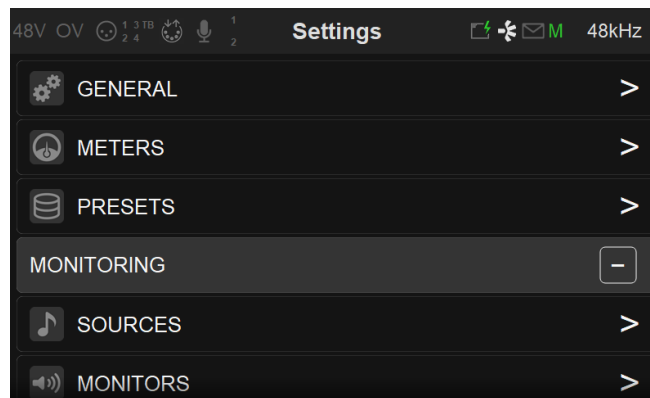 48V OV 1 3 TB 2 4 1 2 Settings M 48kHz
GENERAL >
METERS >
PRESETS >
MONITORING −
SOURCES >
MONITORS >